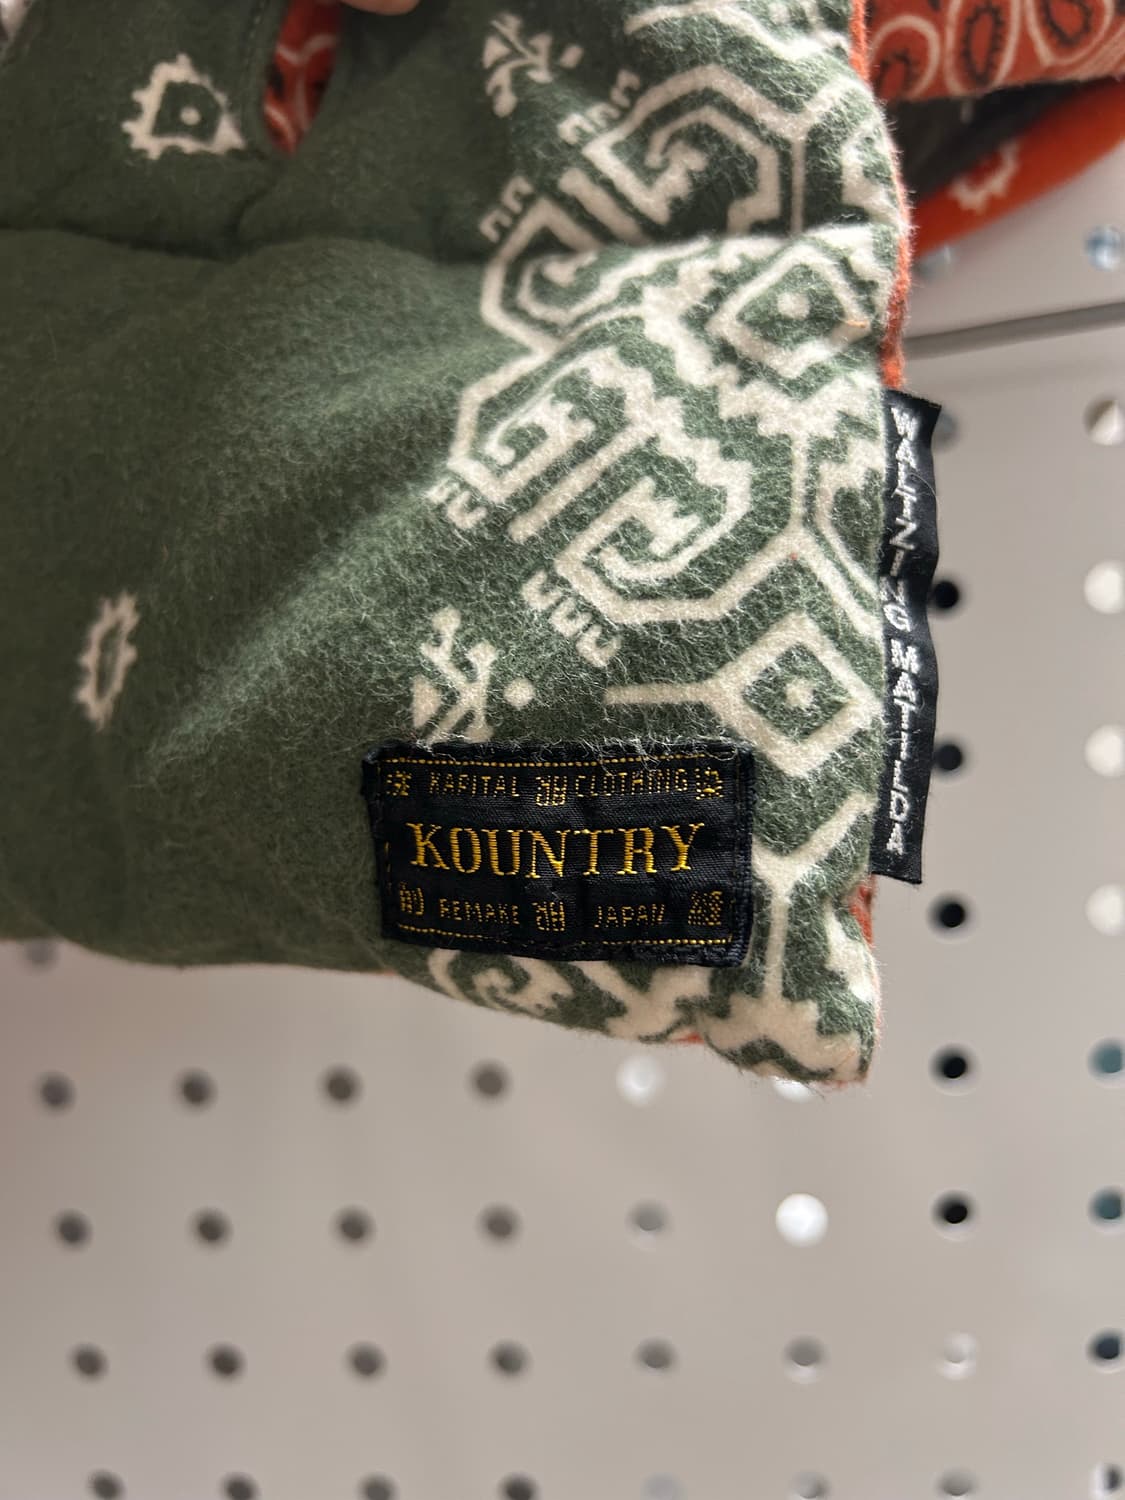 KAPITAL CLOTHING
KOUNTRY
REMAKE JAPAN
WALTZING MATILDA